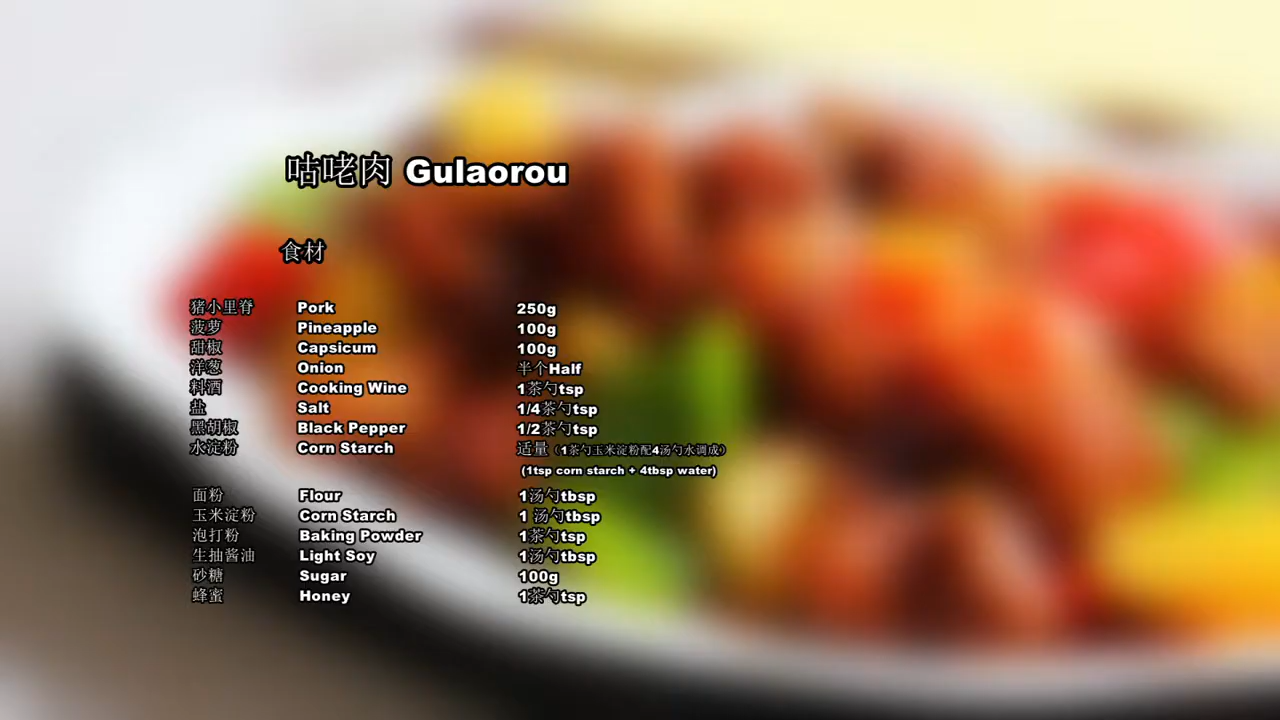 咕咾肉 Gulaorou
食材
猪小里脊 Pork 250g
菠萝 Pineapple 100g
甜椒 Capsicum 100g
洋葱 Onion 半个Half
料酒 Cooking Wine 1茶勺tsp
盐 Salt 1/4茶勺tsp
黑胡椒 Black Pepper 1/2茶勺tsp
水淀粉 Corn Starch 适量（1茶勺玉米淀粉配4汤勺水调成）
(1tsp corn starch + 4tbsp water)
面粉 Flour 1汤勺tbsp
玉米淀粉 Corn Starch 1 汤勺tbsp
泡打粉 Baking Powder 1茶勺tsp
生抽酱油 Light Soy 1汤勺tbsp
砂糖 Sugar 100g
蜂蜜 Honey 1茶勺tsp